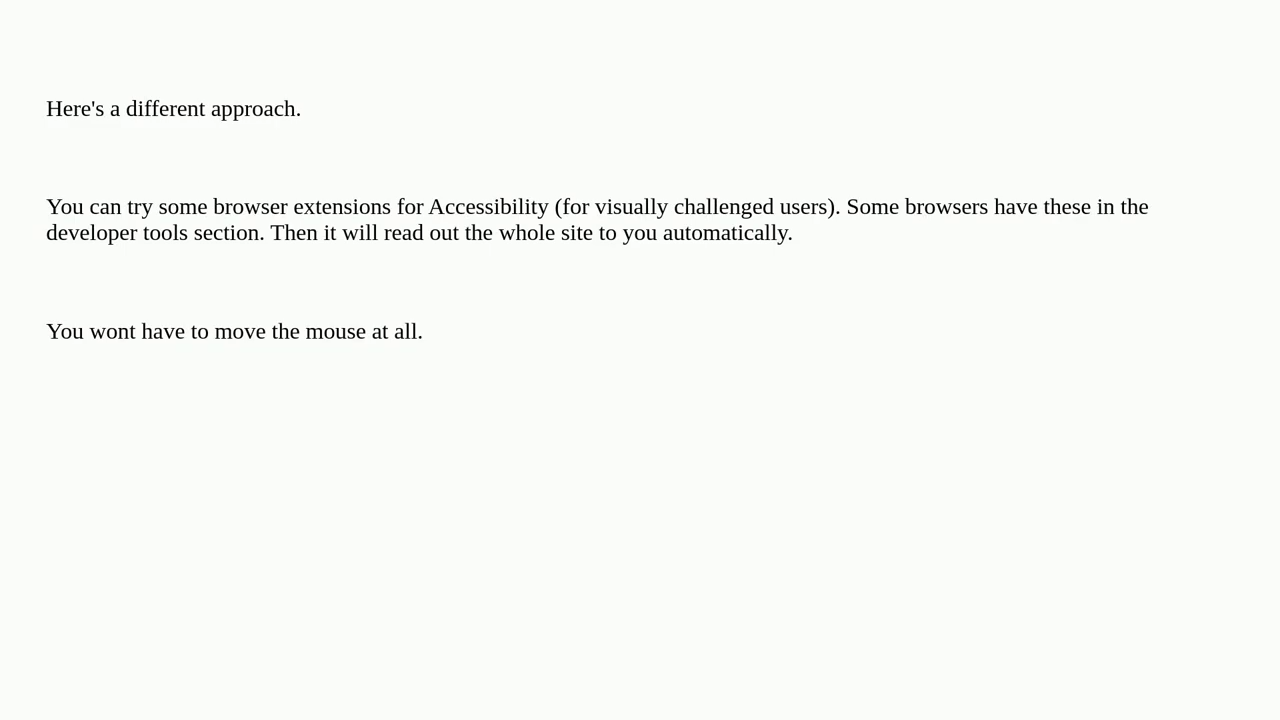 Here's a different approach.
You can try some browser extensions for Accessibility (for visually challenged users). Some browsers have these in the
developer tools section. Then it will read out the whole site to you automatically.
You wont have to move the mouse at all.